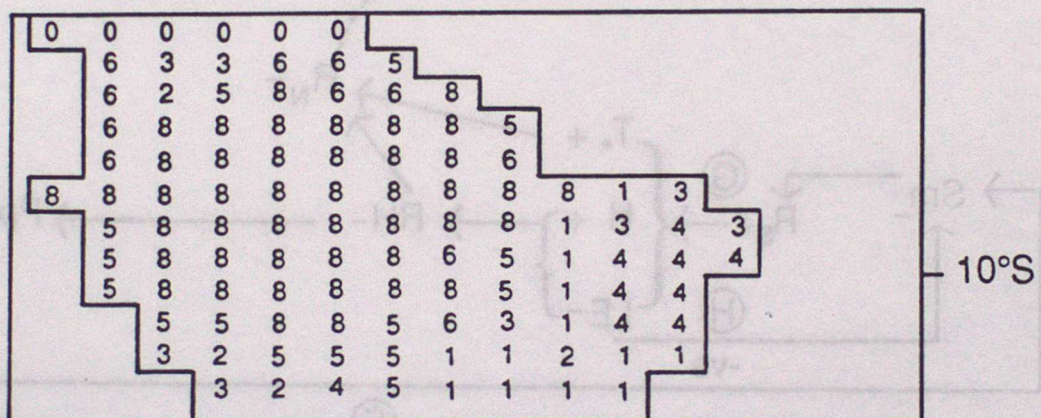 0 0 0 0 0 0
6 3 3 6 6 5
6 2 5 8 6 6 8
6 8 8 8 8 8 8 5
6 8 8 8 8 8 8 6
8 8 8 8 8 8 8 8 8 8 1 3
5 8 8 8 8 8 8 8 1 3 4 3
5 8 8 8 8 8 6 5 1 4 4 4
5 8 8 8 8 8 8 5 1 4 4
5 5 8 8 5 6 3 1 4 4
3 2 5 5 5 1 1 2 1 1
3 2 4 5 1 1 1 1
10°S